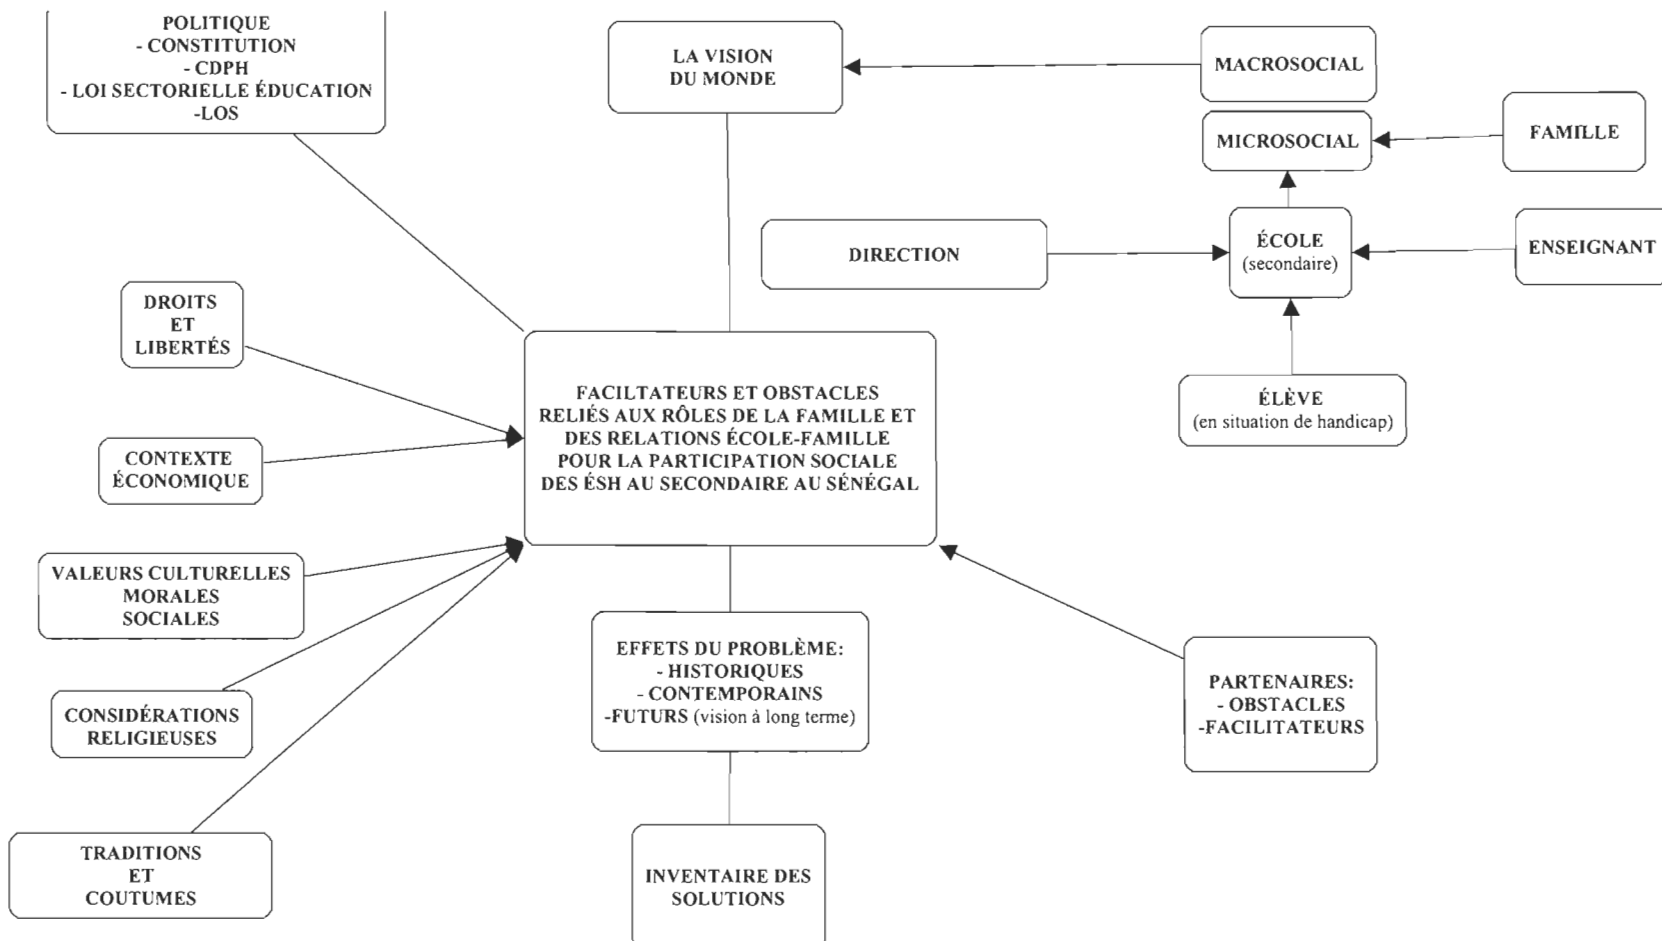 POLITIQUE
- CONSTITUTION
- CDPH
- LOI SECTORIELLE ÉDUCATION
-LOS
LA VISION
DU MONDE
MACROSOCIAL
MICROSOCIAL
FAMILLE
DIRECTION
ÉCOLE
(secondaire)
ENSEIGNANT
ÉLÈVE
(en situation de handicap)
DROITS
ET
LIBERTÉS
CONTEXTE
ÉCONOMIQUE
FACILTATEURS ET OBSTACLES
RELIÉS AUX RÔLES DE LA FAMILLE ET
DES RELATIONS ÉCOLE-FAMILLE
POUR LA PARTICIPATION SOCIALE
DES ÉSH AU SECONDAIRE AU SÉNÉGAL
VALEURS CULTURELLES
MORALES
SOCIALES
CONSIDÉRATIONS
RELIGIEUSES
TRADITIONS
ET
COUTUMES
EFFETS DU PROBLÈME:
- HISTORIQUES
- CONTEMPORAINS
-FUTURS (vision à long terme)
INVENTAIRE DES
SOLUTIONS
PARTENAIRES:
- OBSTACLES
-FACILITATEURS